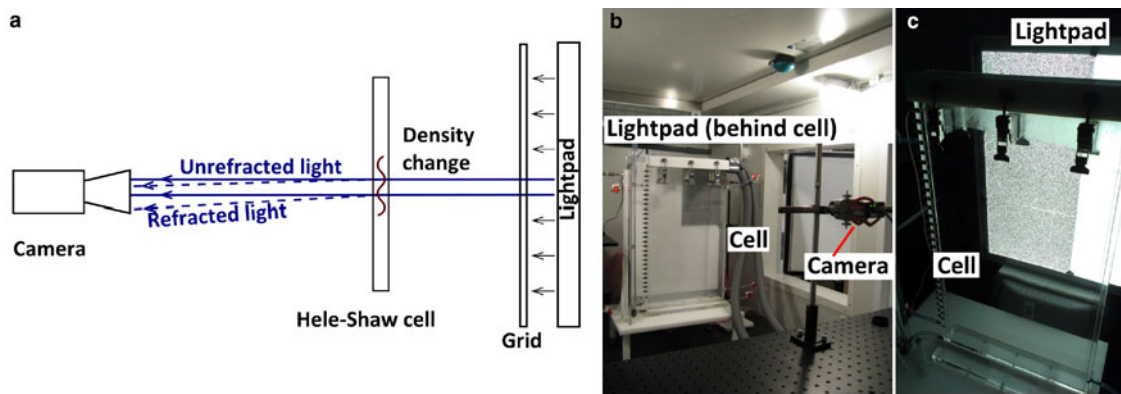 a
Unrefracted light
Refracted light
Camera
Density
change
Hele-Shaw cell
Grid
Lightpad
b
Lightpad (behind cell)
Cell
Camera
c
Lightpad
Cell